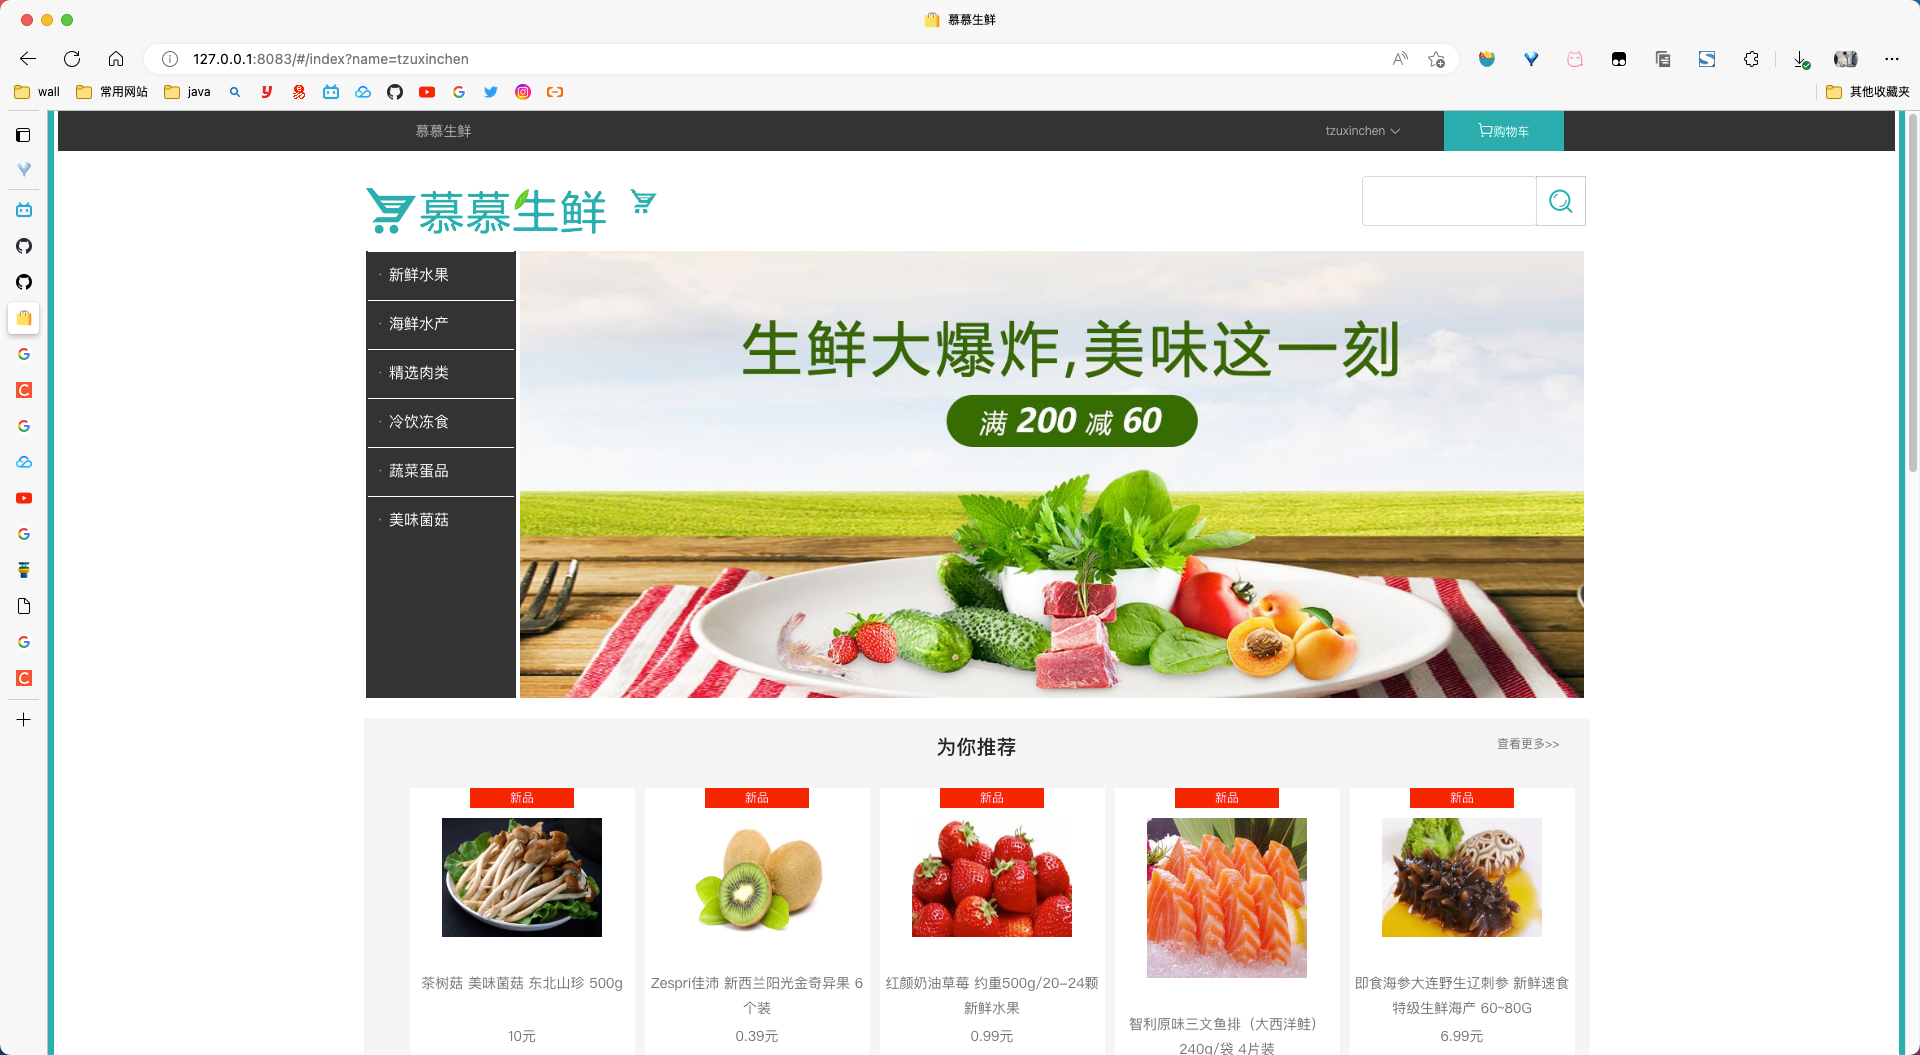 慕慕生鲜
127.0.0.1:8083/#/index?name=tzuxinchen
wall
常用网站
java
其他收藏夹
慕慕生鲜
tzuxinchen
购物车
慕慕生鲜
新鲜水果
海鲜水产
精选肉类
冷饮冻食
蔬菜蛋品
美味菌菇
生鲜大爆炸,美味这一刻
满 200 减 60
为你推荐
查看更多>>
新品
新品
新品
新品
新品
茶树菇 美味菌菇 东北山珍 500g
10元
Zespri佳沛 新西兰阳光金奇异果 6
个装
0.39元
红颜奶油草莓 约重500g/20-24颗
新鲜水果
0.99元
智利原味三文鱼排（大西洋鲑）
240g/袋 4片装
即食海参大连野生辽刺参 新鲜速食
特级生鲜海产 60~80G
6.99元